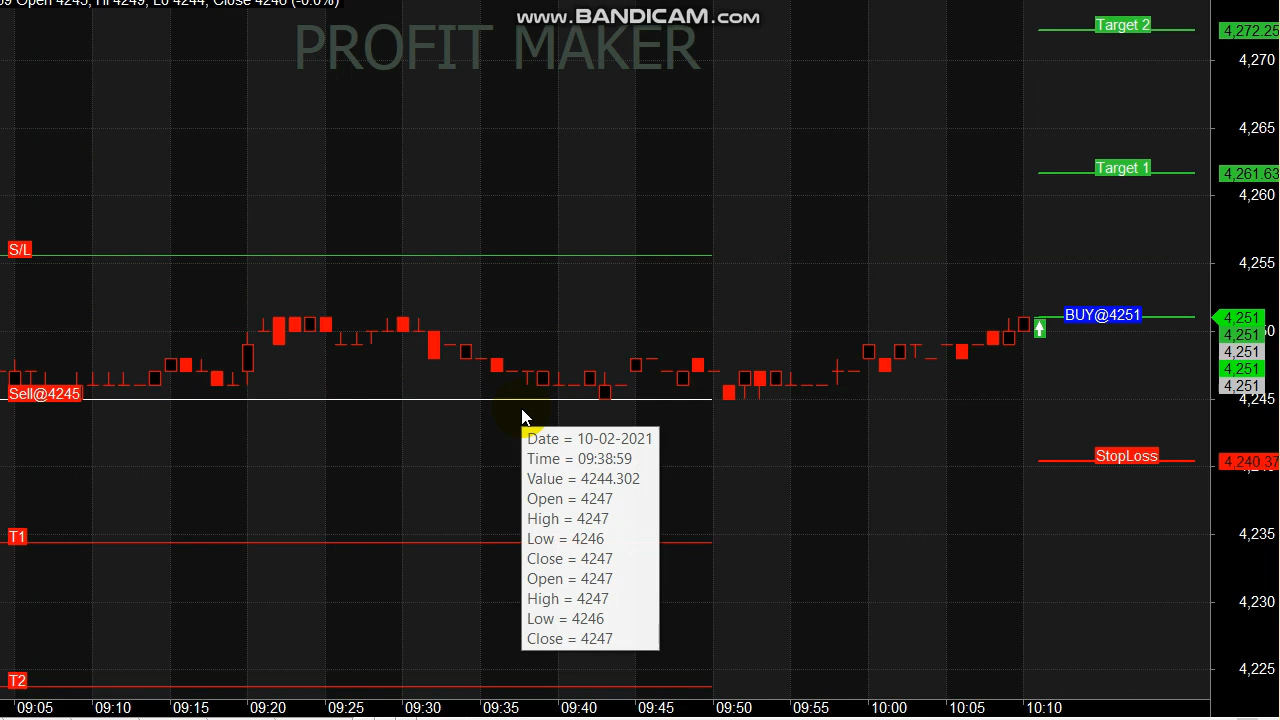 Open 4245, Hi 4249, Lo 4244, Close 4246 (-0.0%)
WWW.BANDICAM.COM
PROFIT MAKER
Target 2
4,272.25
4,270
4,265
Target 1
4,261.63
4,260
S/L
4,255
BUY@4251
4,251
4,251
4,251
4,251
4,251
Sell@4245
4,245
Date = 10-02-2021
Time = 09:38:59
Value = 4244.302
Open = 4247
High = 4247
Low = 4246
Close = 4247
Open = 4247
High = 4247
Low = 4246
Close = 4247
StopLoss
4,240.37
T1
4,235
4,230
T2
4,225
09:05 09:10 09:15 09:20 09:25 09:30 09:35 09:40 09:45 09:50 09:55 10:00 10:05 10:10